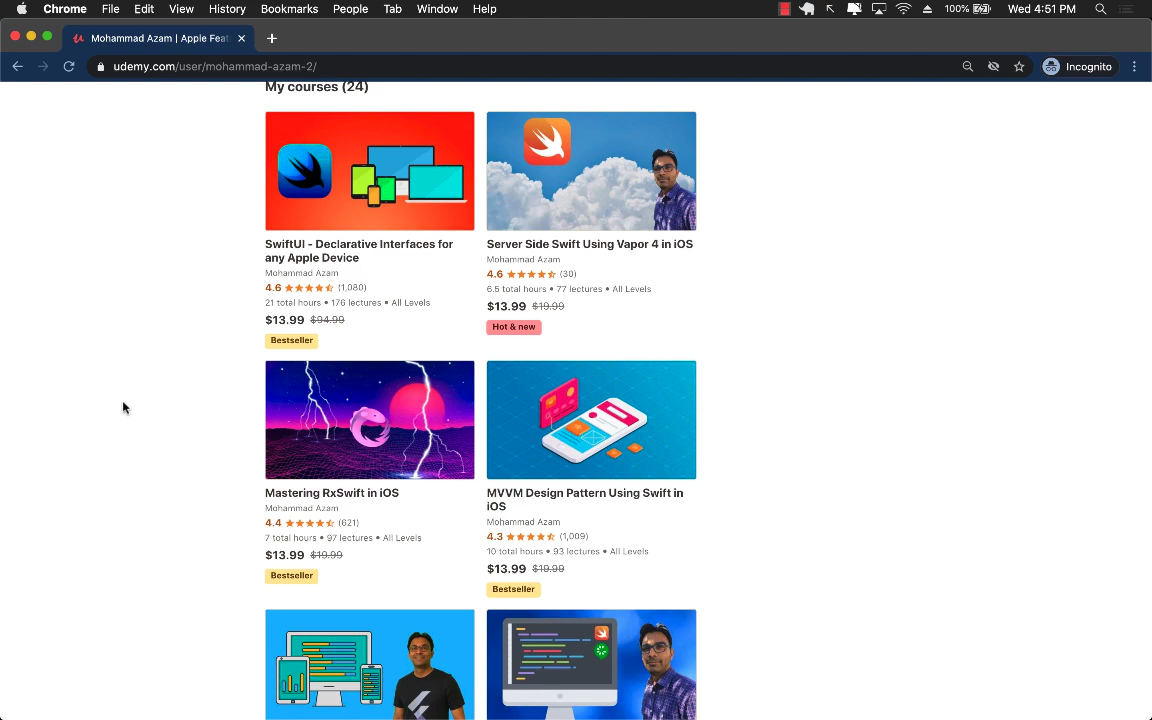 Chrome File Edit View History Bookmarks People Tab Window Help 100% Wed 4:51 PM
Mohammad Azam | Apple Feat
udemy.com/user/mohammad-azam-2/ Incognito
My courses (24)
SwiftUI - Declarative Interfaces for
any Apple Device
Mohammad Azam
4.6 (1,080)
21 total hours • 176 lectures • All Levels
$13.99 $94.99
Bestseller
Server Side Swift Using Vapor 4 in iOS
Mohammad Azam
4.6 (30)
6.5 total hours • 77 lectures • All Levels
$13.99 $19.99
Hot & new
Mastering RxSwift in iOS
Mohammad Azam
4.4 (621)
7 total hours • 97 lectures • All Levels
$13.99 $19.99
Bestseller
MVVM Design Pattern Using Swift in
iOS
Mohammad Azam
4.3 (1,009)
10 total hours • 93 lectures • All Levels
$13.99 $19.99
Bestseller